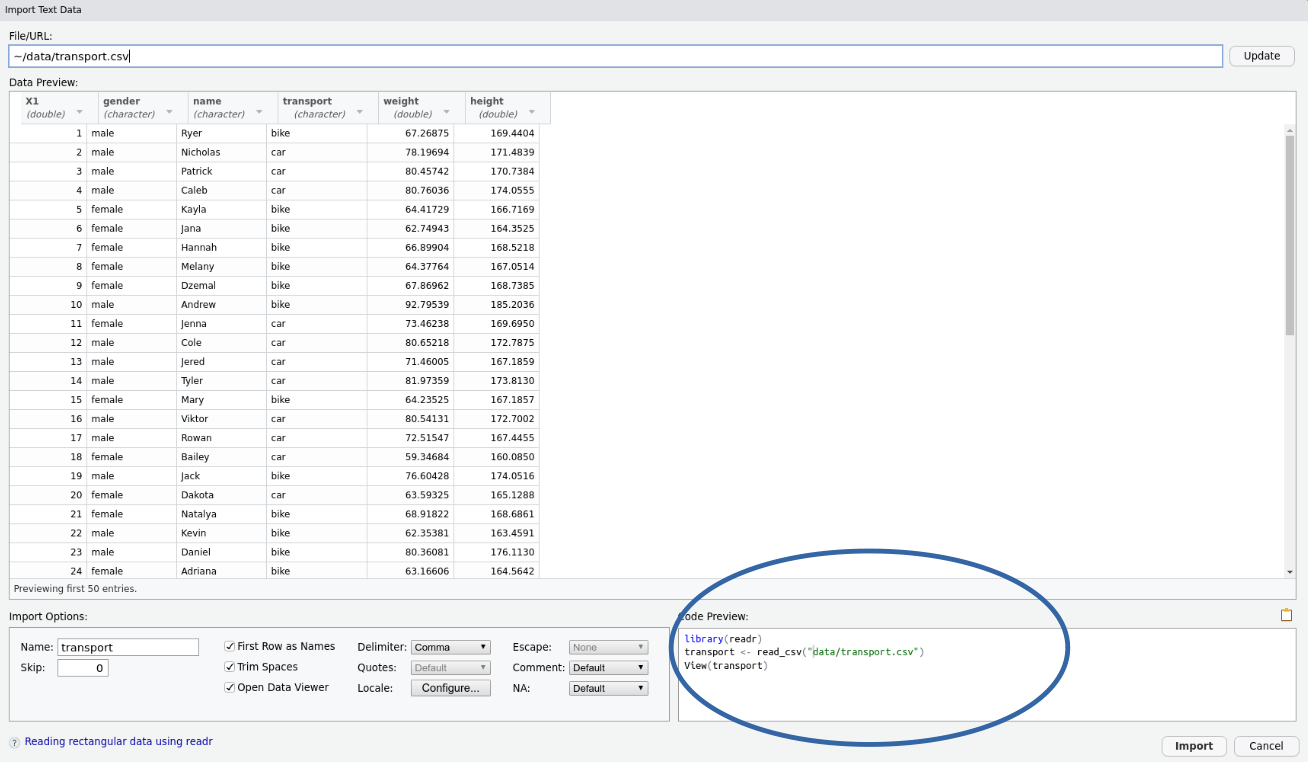 Import Text Data
File/URL:
~/data/transport.csv
Update
Data Preview:
X1 gender name transport weight height
(double) (character) (character) (character) (double) (double)
1 male Ryer bike 67.26875 169.4404
2 male Nicholas car 78.19694 171.4839
3 male Patrick car 80.45742 170.7384
4 male Caleb car 80.76036 174.0555
5 female Kayla bike 64.41729 166.7169
6 female Jana bike 62.74943 164.3525
7 female Hannah bike 66.89904 168.5218
8 female Melany bike 64.37764 167.0514
9 female Dzemal bike 67.86962 168.7385
10 male Andrew bike 92.79539 185.2036
11 female Jenna car 73.46238 169.6950
12 male Cole car 80.65218 172.7875
13 male Jered car 71.46005 167.1859
14 male Tyler car 81.97359 173.8130
15 female Mary bike 64.23525 167.1857
16 male Viktor car 80.54131 172.7002
17 male Rowan car 72.51547 167.4455
18 female Bailey car 59.34684 160.0850
19 male Jack bike 76.60428 174.0516
20 female Dakota car 63.59325 165.1288
21 female Natalya bike 68.91822 168.6861
22 male Kevin bike 62.35381 163.4591
23 male Daniel bike 80.36081 176.1130
24 female Adriana bike 63.16606 164.5642
Previewing first 50 entries.
Import Options:
Name: transport
Skip: 0
First Row as Names
Trim Spaces
Open Data Viewer
Delimiter: Comma
Quotes: Default
Locale: Configure...
Escape: None
Comment: Default
NA: Default
Code Preview:
library(readr)
transport <- read_csv("data/transport.csv")
View(transport)
? Reading rectangular data using readr
Import
Cancel